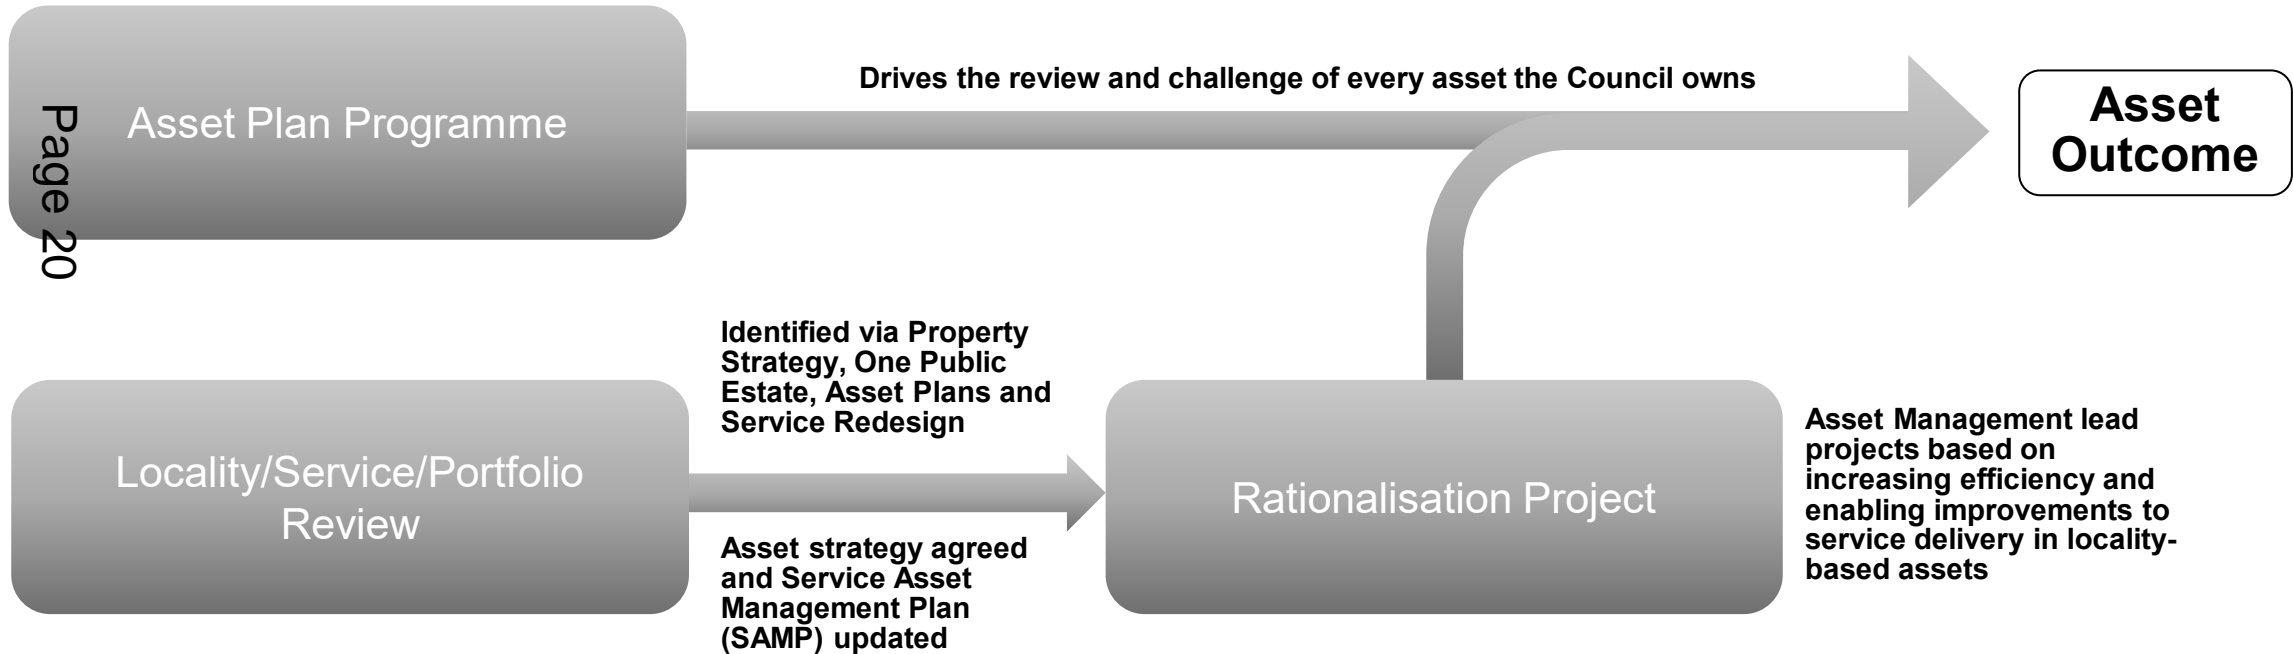 Page 20
Asset Plan Programme
Drives the review and challenge of every asset the Council owns
Asset
Outcome
Locality/Service/Portfolio
Review
Identified via Property
Strategy, One Public
Estate, Asset Plans and
Service Redesign
Asset strategy agreed
and Service Asset
Management Plan
(SAMP) updated
Rationalisation Project
Asset Management lead
projects based on
increasing efficiency and
enabling improvements to
service delivery in locality-
based assets